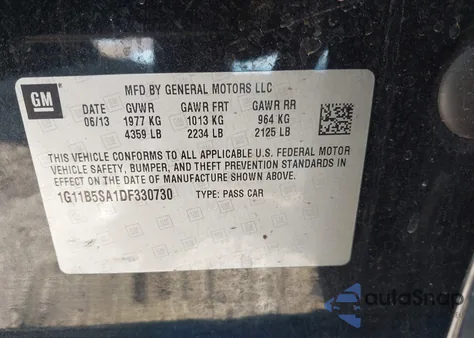 GM
MFD BY GENERAL MOTORS LLC
DATE GVWR GAWR FRT GAWR RR
06/13 1977 KG 1013 KG 964 KG
4359 LB 2234 LB 2125 LB
THIS VEHICLE CONFORMS TO ALL APPLICABLE U.S. FEDERAL MOTOR
VEHICLE SAFETY, BUMPER, AND THEFT PREVENTION STANDARDS
IN EFFECT ON THE DATE OF MANUFACTURE SHOWN ABOVE.
1G11B5SA1DF330730 TYPE: PASS CAR
autoSnap